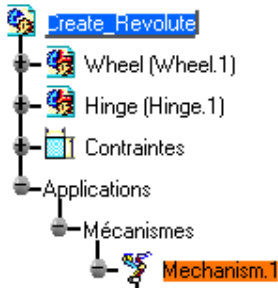 Create_Revolute
Wheel (Wheel.1)
Hinge (Hinge.1)
Contraintes
Applications
Mécanismes
Mechanism.1